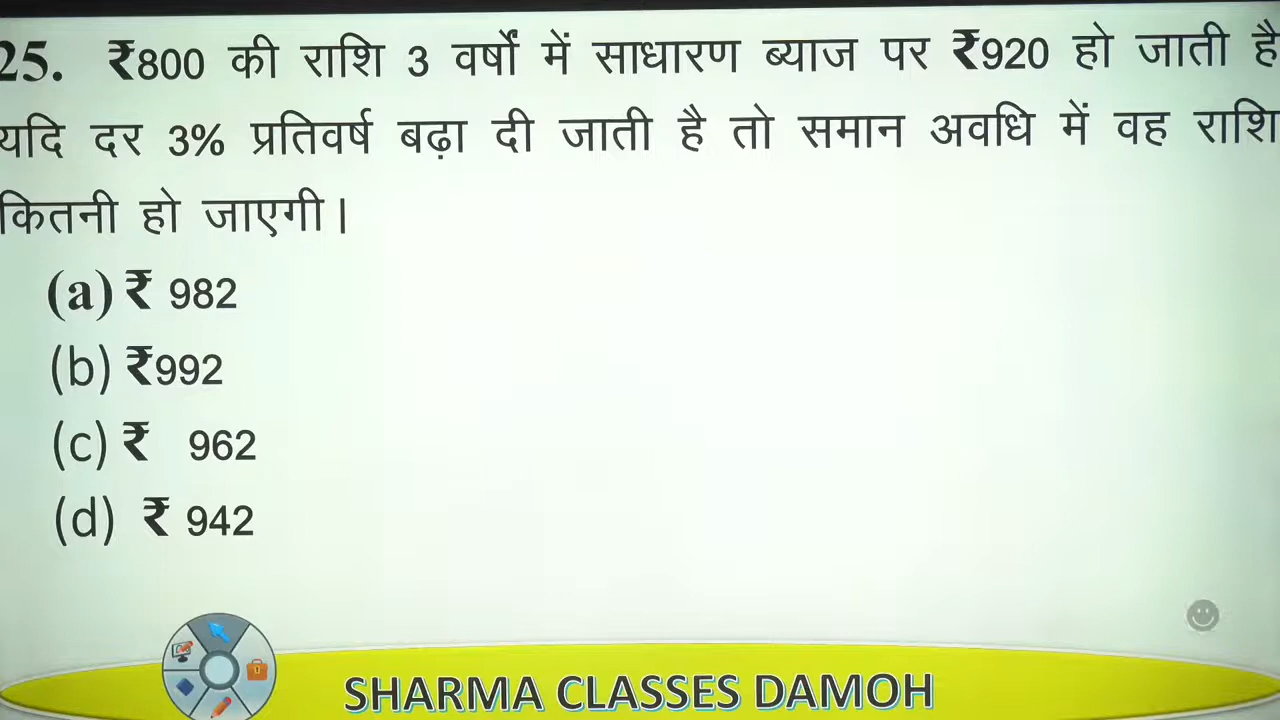 25. ₹800 की राशि 3 वर्षों में साधारण ब्याज पर ₹920 हो जाती है
यदि दर 3% प्रतिवर्ष बढ़ा दी जाती है तो समान अवधि में वह राशि
कितनी हो जाएगी।
(a) ₹ 982
(b) ₹992
(c) ₹ 962
(d) ₹ 942
SHARMA CLASSES DAMOH